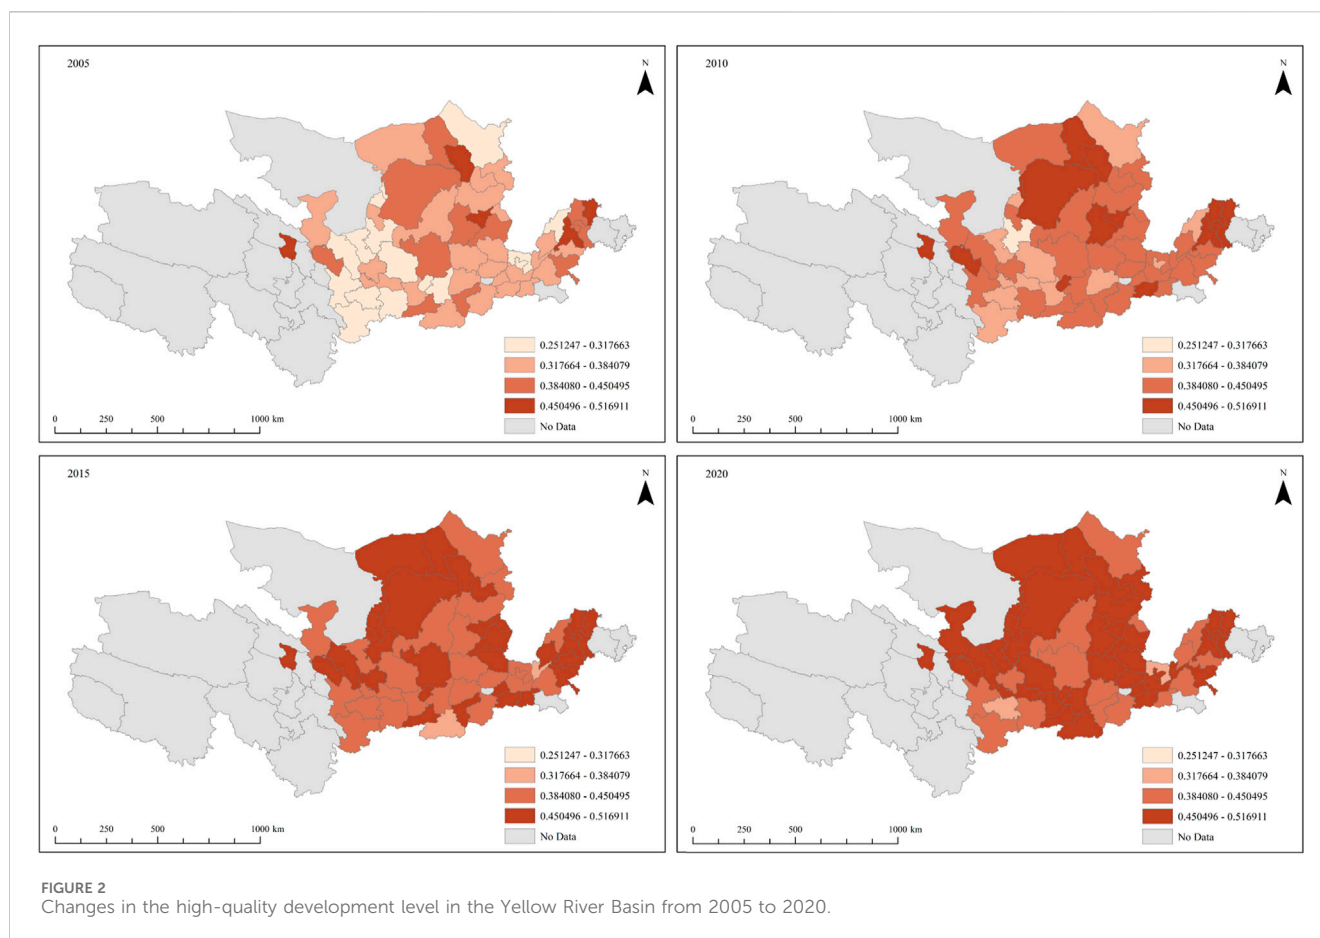 2005
N
0.251247 - 0.317663
0.317664 - 0.384079
0.384080 - 0.450495
0.450496 - 0.516911
No Data
0 250 500 1000 km
2010
N
0.251247 - 0.317663
0.317664 - 0.384079
0.384080 - 0.450495
0.450496 - 0.516911
No Data
0 250 500 1000 km
2015
N
0.251247 - 0.317663
0.317664 - 0.384079
0.384080 - 0.450495
0.450496 - 0.516911
No Data
0 250 500 1000 km
2020
N
0.251247 - 0.317663
0.317664 - 0.384079
0.384080 - 0.450495
0.450496 - 0.516911
No Data
0 250 500 1000 km
FIGURE 2
Changes in the high-quality development level in the Yellow River Basin from 2005 to 2020.